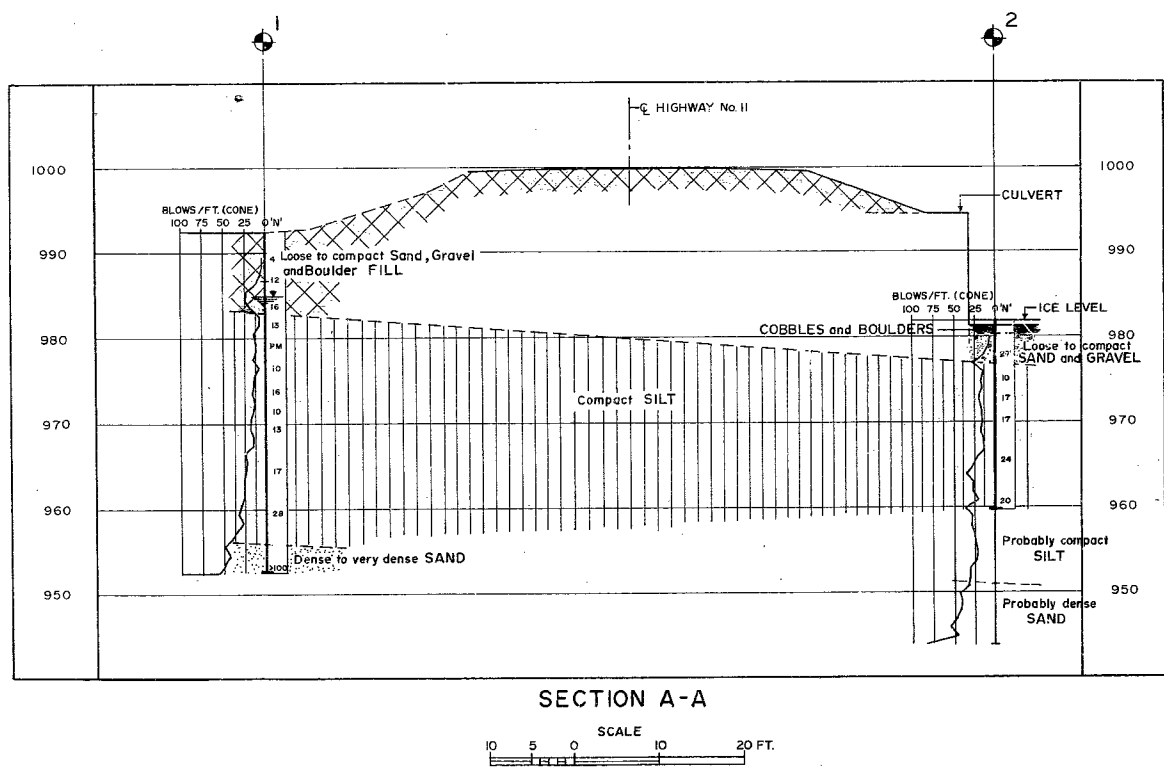 1
2
℄ HIGHWAY No. 11
1000
1000
CULVERT
BLOWS/FT. (CONE)
100 75 50 25 0 'N'
990
990
4
Loose to compact Sand, Gravel
and Boulder FILL
12
16
13
BLOWS/FT. (CONE)
100 75 50 25 0 'N'
ICE LEVEL
COBBLES and BOULDERS
980
980
Loose to compact
SAND and GRAVEL
PM
10
16
10
13
17
28
>100
27
10
17
17
24
20
Compact SILT
970
970
960
960
Probably compact
SILT
Dense to very dense SAND
950
950
Probably dense
SAND
SECTION A-A
SCALE
10 5 0 10 20 FT.